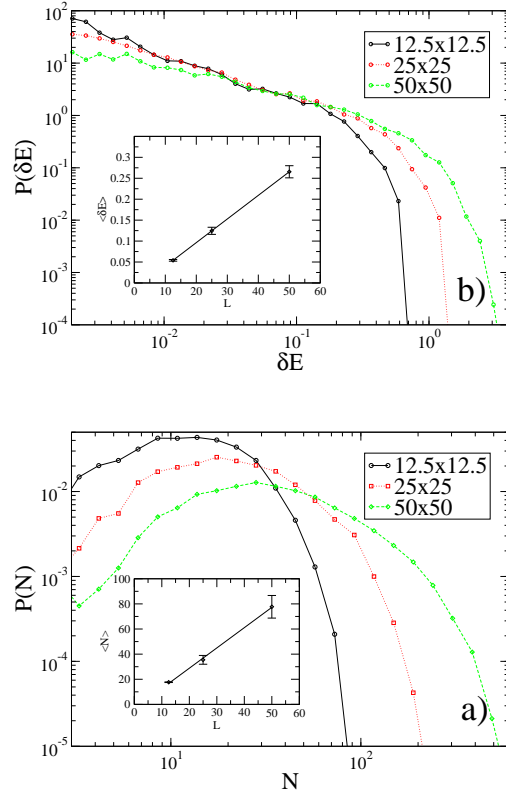 10^2
12.5x12.5
25x25
50x50
10^1
10^0
P(δE)
10^-1
10^-2
10^-3
10^-4
0.35
0.3
0.25
0.2
0.15
0.1
0.05
0
<δE>
0 10 20 30 40 50 60
L
b)
10^-2 10^-1 10^0
δE
12.5x12.5
25x25
50x50
10^-2
10^-3
P(N)
10^-4
10^-5
100
80
60
40
20
0
<N>
0 10 20 30 40 50 60
L
a)
10^1 10^2
N